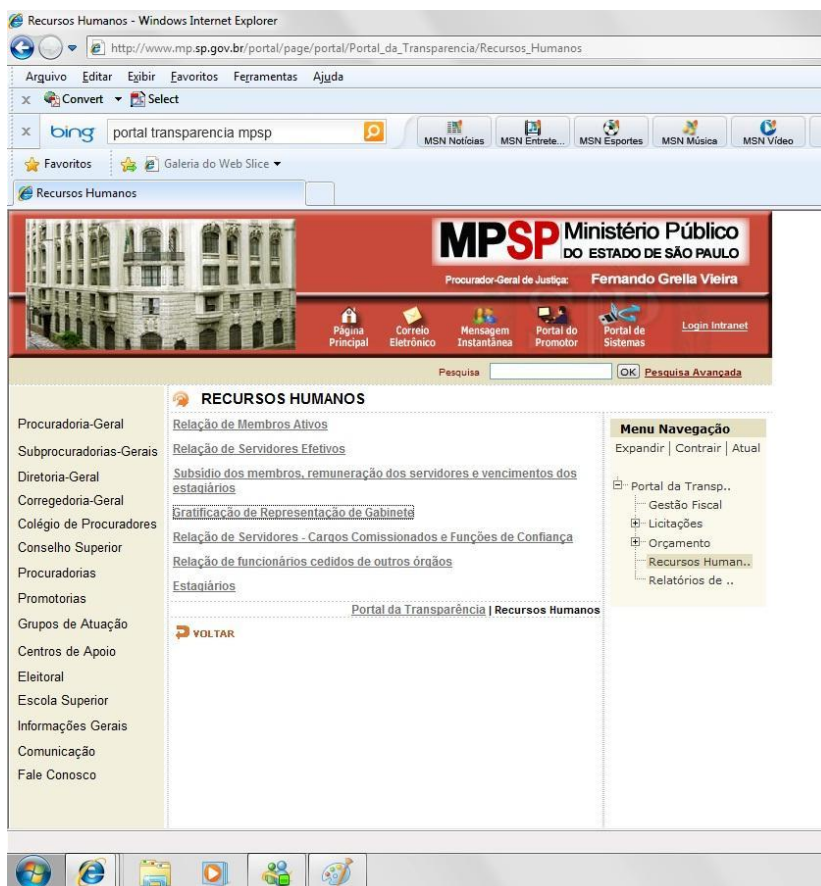 Recursos Humanos - Windows Internet Explorer
http://www.mp.sp.gov.br/portal/page/portal/Portal_da_Transparencia/Recursos_Humanos
Arquivo Editar Exibir Favoritos Ferramentas Ajuda
x Convert Select
x bing portal transparencia mpsp MSN Notícias MSN Entrete... MSN Esportes MSN Música MSN Vídeo
Favoritos Galeria do Web Slice
Recursos Humanos
MPSP Ministério Público
DO ESTADO DE SÃO PAULO
Procurador-Geral de Justiça: Fernando Grella Vieira
Página Principal
Correio Eletrônico
Mensagem Instantânea
Portal do Promotor
Portal de Sistemas
Login Intranet
Pesquisa OK Pesquisa Avançada
Procuradoria-Geral
Subprocuradorias-Gerais
Diretoria-Geral
Corregedoria-Geral
Colégio de Procuradores
Conselho Superior
Procuradorias
Promotorias
Grupos de Atuação
Centros de Apoio
Eleitoral
Escola Superior
Informações Gerais
Comunicação
Fale Conosco
RECURSOS HUMANOS
Relação de Membros Ativos
Relação de Servidores Efetivos
Subsídio dos membros, remuneração dos servidores e vencimentos dos
estagiários
Gratificação de Representação de Gabinete
Relação de Servidores - Cargos Comissionados e Funções de Confiança
Relação de funcionários cedidos de outros órgãos
Estagiários
Portal da Transparência | Recursos Humanos
VOLTAR
Menu Navegação
Expandir | Contrair | Atual
Portal da Transp..
Gestão Fiscal
Licitações
Orçamento
Recursos Human..
Relatórios de ..